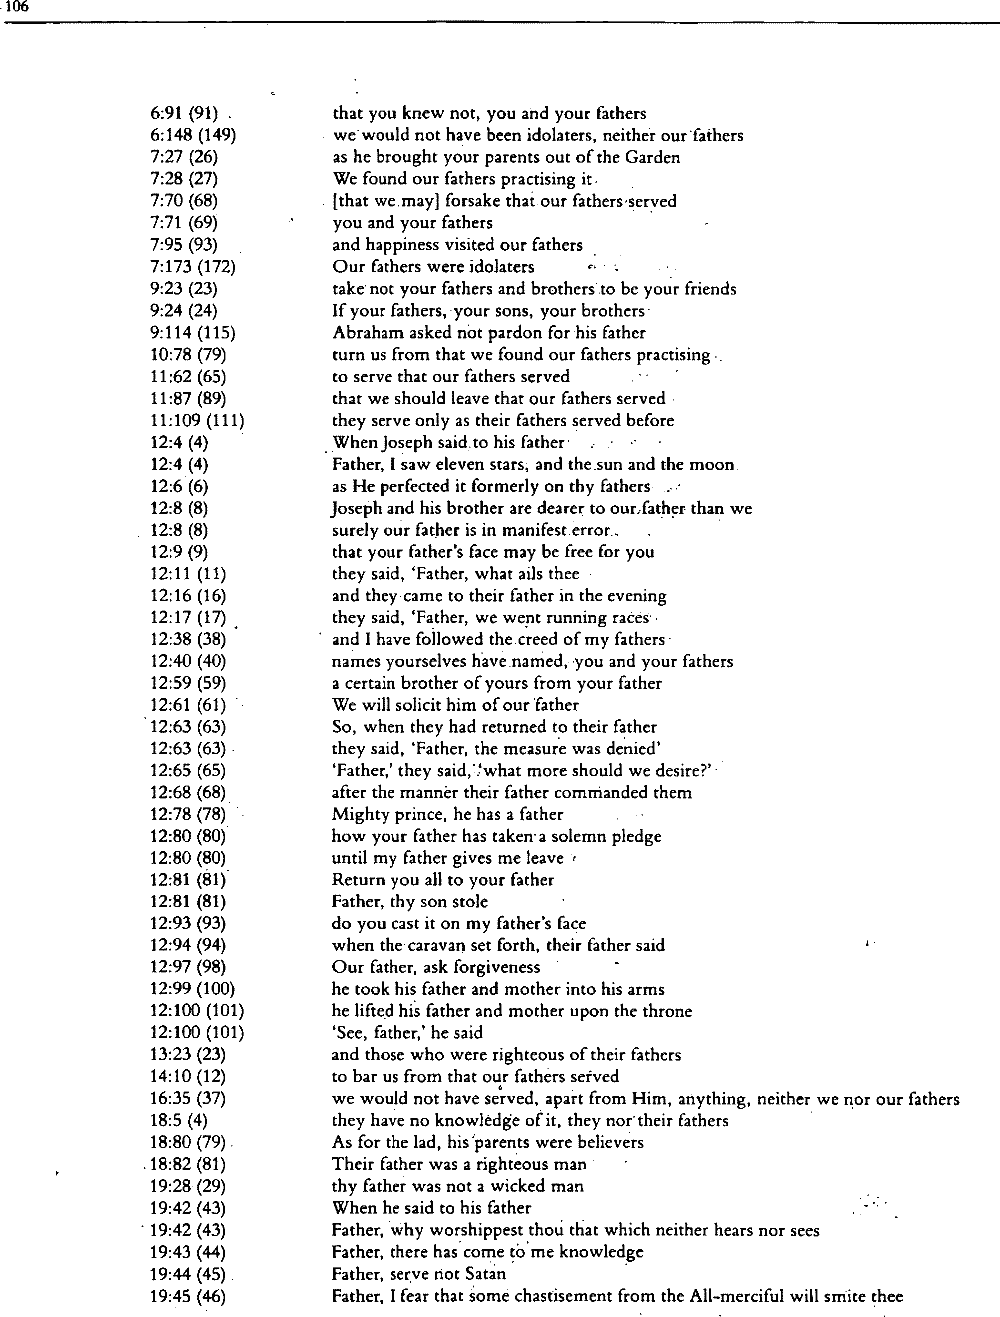 106
6:91 (91) that you knew not, you and your fathers
6:148 (149) we would not have been idolaters, neither our fathers
7:27 (26) as he brought your parents out of the Garden
7:28 (27) We found our fathers practising it
7:70 (68) [that we may] forsake that our fathers served
7:71 (69) you and your fathers
7:95 (93) and happiness visited our fathers
7:173 (172) Our fathers were idolaters
9:23 (23) take not your fathers and brothers to be your friends
9:24 (24) If your fathers, your sons, your brothers
9:114 (115) Abraham asked not pardon for his father
10:78 (79) turn us from that we found our fathers practising
11:62 (65) to serve that our fathers served
11:87 (89) that we should leave that our fathers served
11:109 (111) they serve only as their fathers served before
12:4 (4) When Joseph said to his father
12:4 (4) Father, I saw eleven stars, and the sun and the moon
12:6 (6) as He perfected it formerly on thy fathers
12:8 (8) Joseph and his brother are dearer to our father than we
12:8 (8) surely our father is in manifest error
12:9 (9) that your father's face may be free for you
12:11 (11) they said, 'Father, what ails thee
12:16 (16) and they came to their father in the evening
12:17 (17) they said, 'Father, we went running races
12:38 (38) and I have followed the creed of my fathers
12:40 (40) names yourselves have named, you and your fathers
12:59 (59) a certain brother of yours from your father
12:61 (61) We will solicit him of our father
12:63 (63) So, when they had returned to their father
12:63 (63) they said, 'Father, the measure was denied'
12:65 (65) 'Father,' they said, 'what more should we desire?'
12:68 (68) after the manner their father commanded them
12:78 (78) Mighty prince, he has a father
12:80 (80) how your father has taken a solemn pledge
12:80 (80) until my father gives me leave
12:81 (81) Return you all to your father
12:81 (81) Father, thy son stole
12:93 (93) do you cast it on my father's face
12:94 (94) when the caravan set forth, their father said
12:97 (98) Our father, ask forgiveness
12:99 (100) he took his father and mother into his arms
12:100 (101) he lifted his father and mother upon the throne
12:100 (101) 'See, father,' he said
13:23 (23) and those who were righteous of their fathers
14:10 (12) to bar us from that our fathers served
16:35 (37) we would not have served, apart from Him, anything, neither we nor our fathers
18:5 (4) they have no knowledge of it, they nor their fathers
18:80 (79) As for the lad, his parents were believers
18:82 (81) Their father was a righteous man
19:28 (29) thy father was not a wicked man
19:42 (43) When he said to his father
19:42 (43) Father, why worshippest thou that which neither hears nor sees
19:43 (44) Father, there has come to me knowledge
19:44 (45) Father, serve not Satan
19:45 (46) Father, I fear that some chastisement from the All-merciful will smite thee